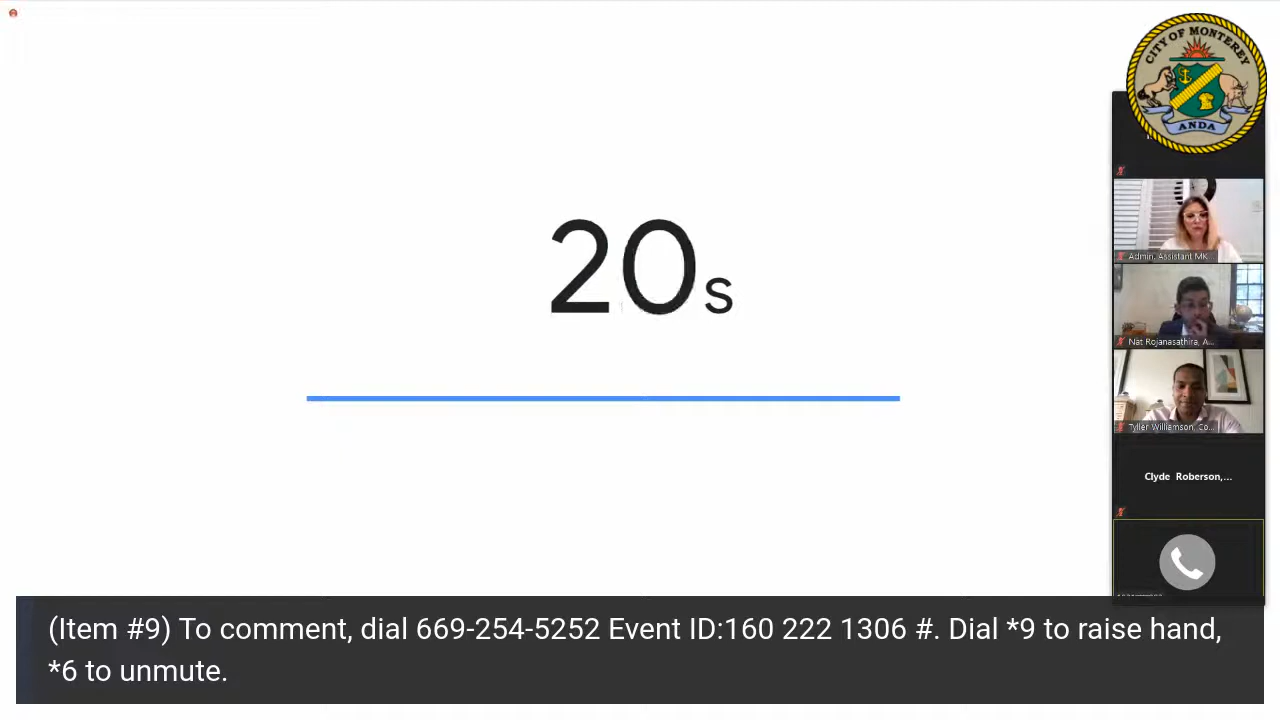 CITY OF MONTEREY
ANDA
20s
Admin, Assistant MK...
Nat Rojanasathira, A...
Tyller Williamson, Co...
Clyde Roberson,...
(Item #9) To comment, dial 669-254-5252 Event ID:160 222 1306 #. Dial *9 to raise hand,
*6 to unmute.